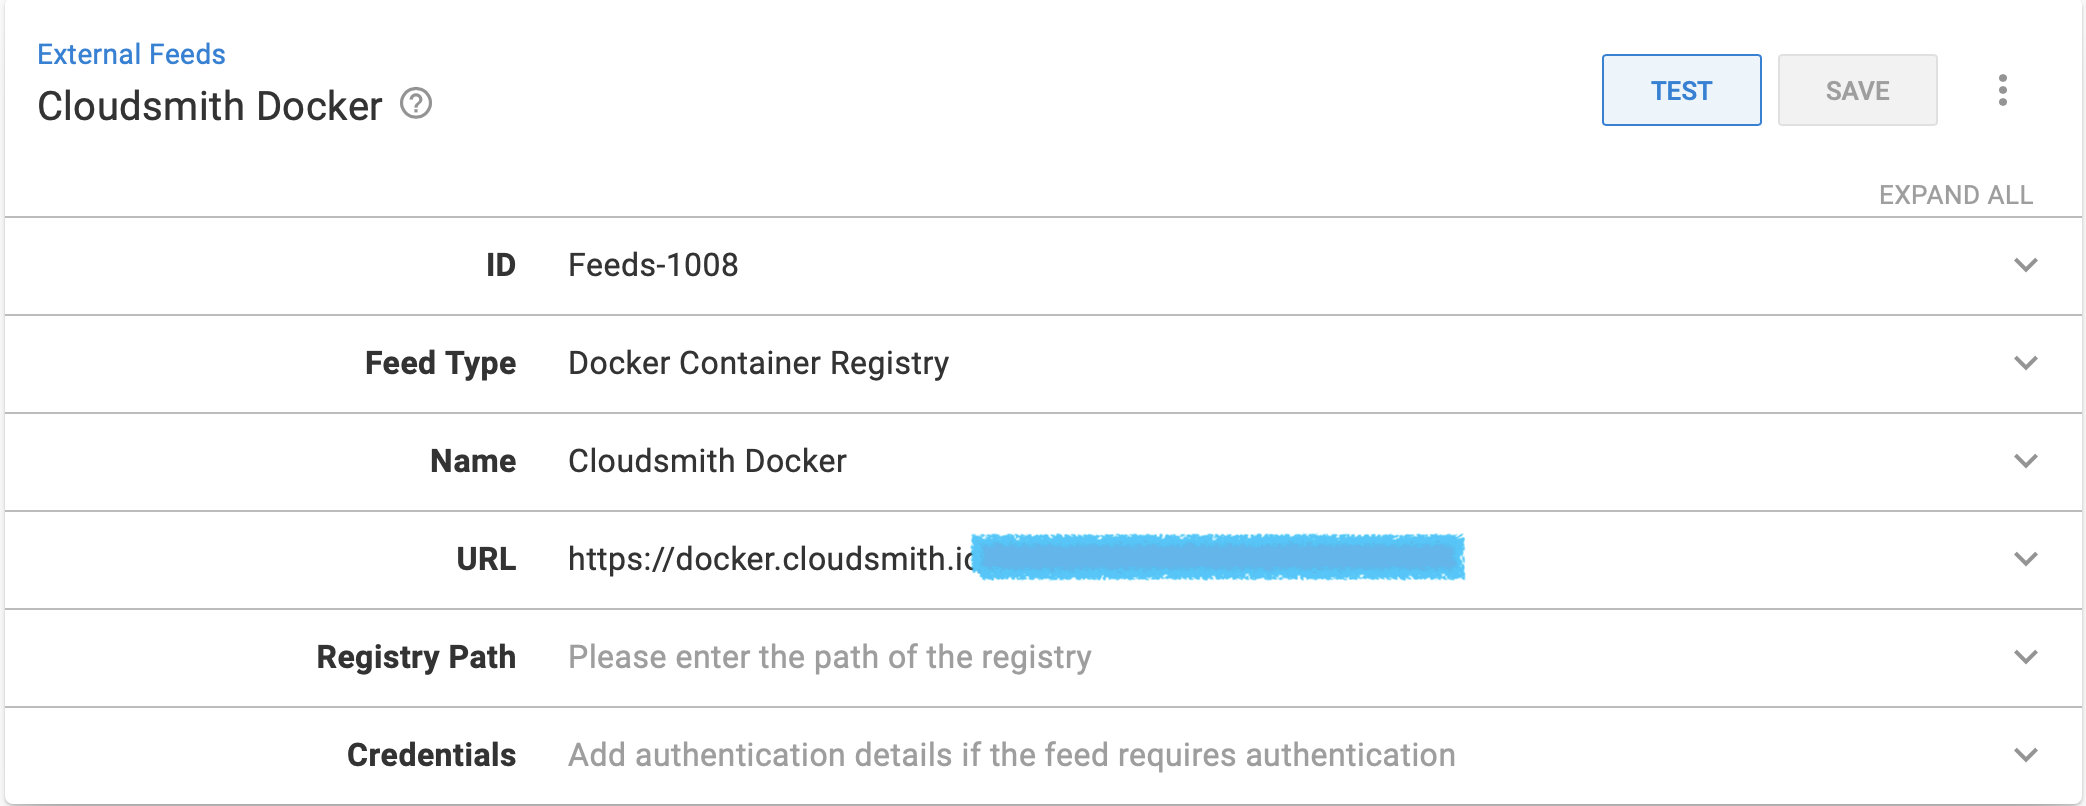 External Feeds
Cloudsmith Docker
TEST
SAVE
EXPAND ALL
ID Feeds-1008
Feed Type Docker Container Registry
Name Cloudsmith Docker
URL https://docker.cloudsmith.io
Registry Path Please enter the path of the registry
Credentials Add authentication details if the feed requires authentication